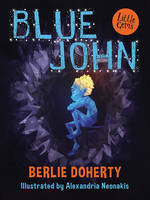 BLUE
Little
Gems
JOHN
BERLIE DOHERTY
Illustrated by Alexandria Neonakis